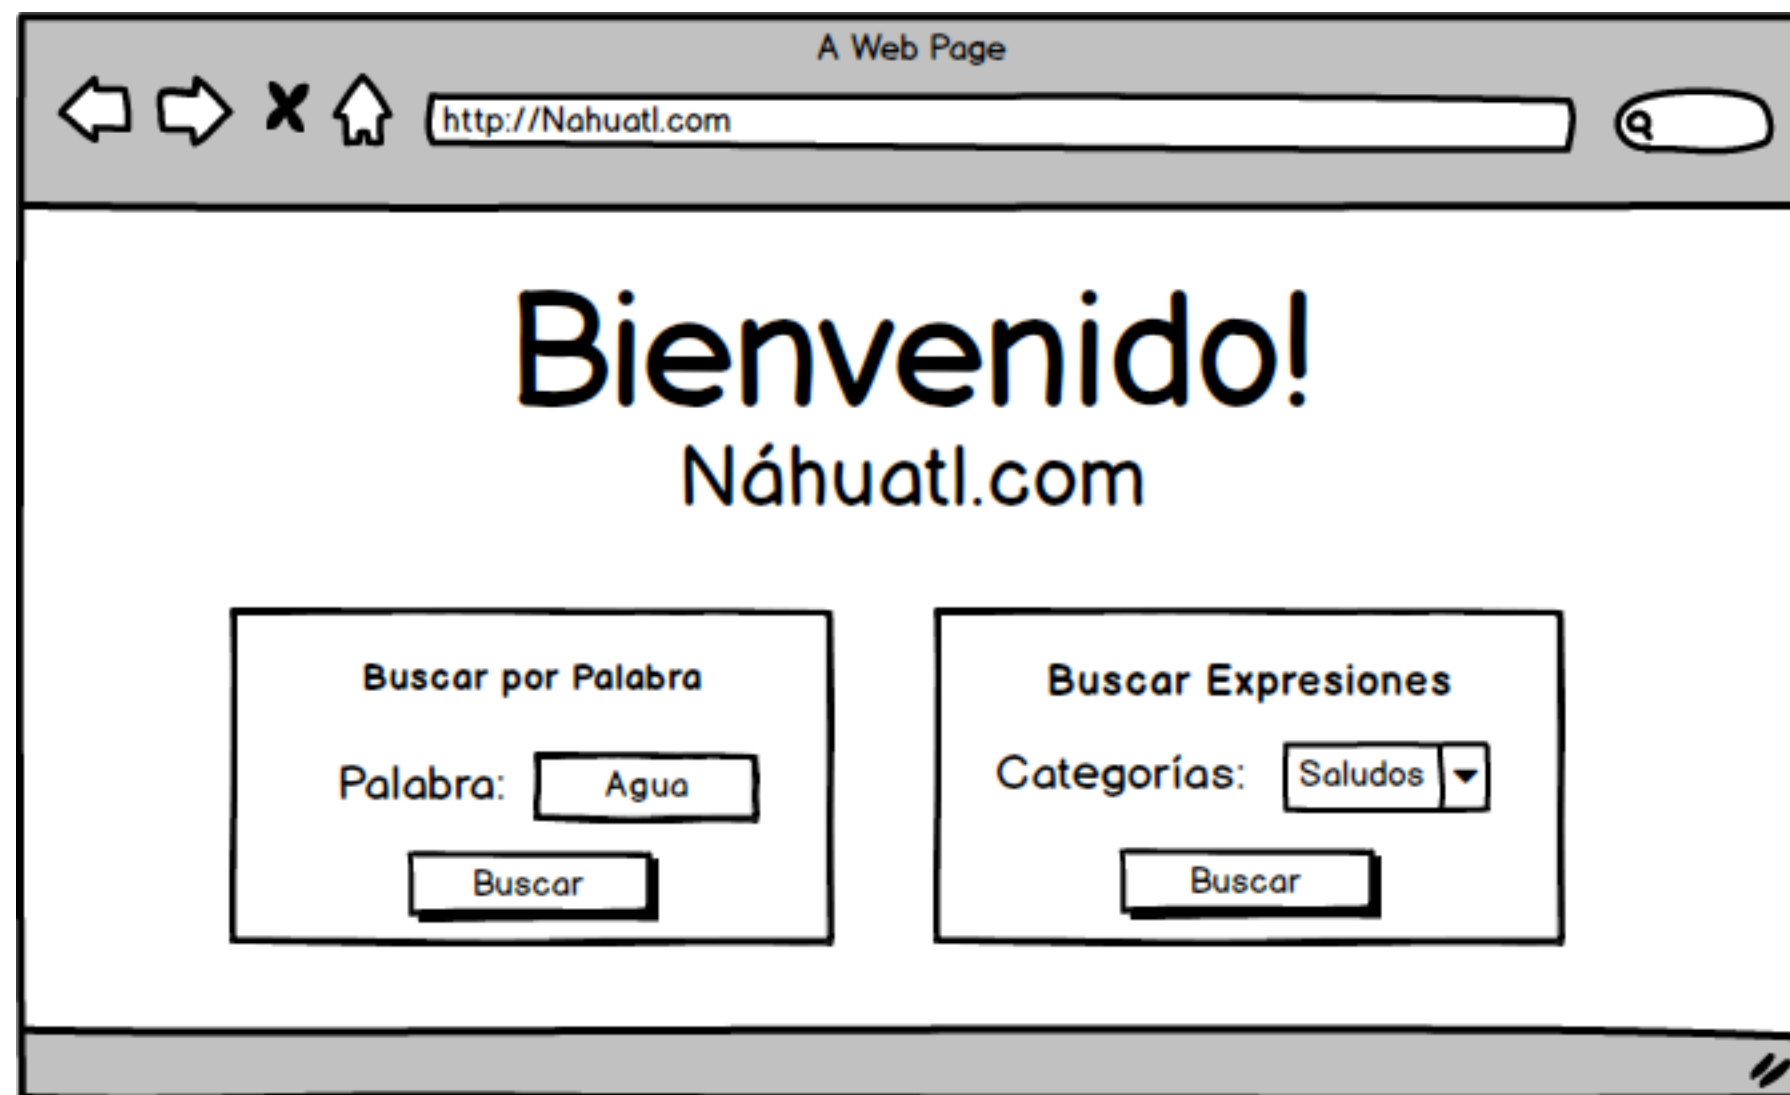 A Web Page
http://Nahuatl.com
Bienvenido!
Náhuatl.com
Buscar por Palabra
Palabra: Agua
Buscar
Buscar Expresiones
Categorías: Saludos
Buscar